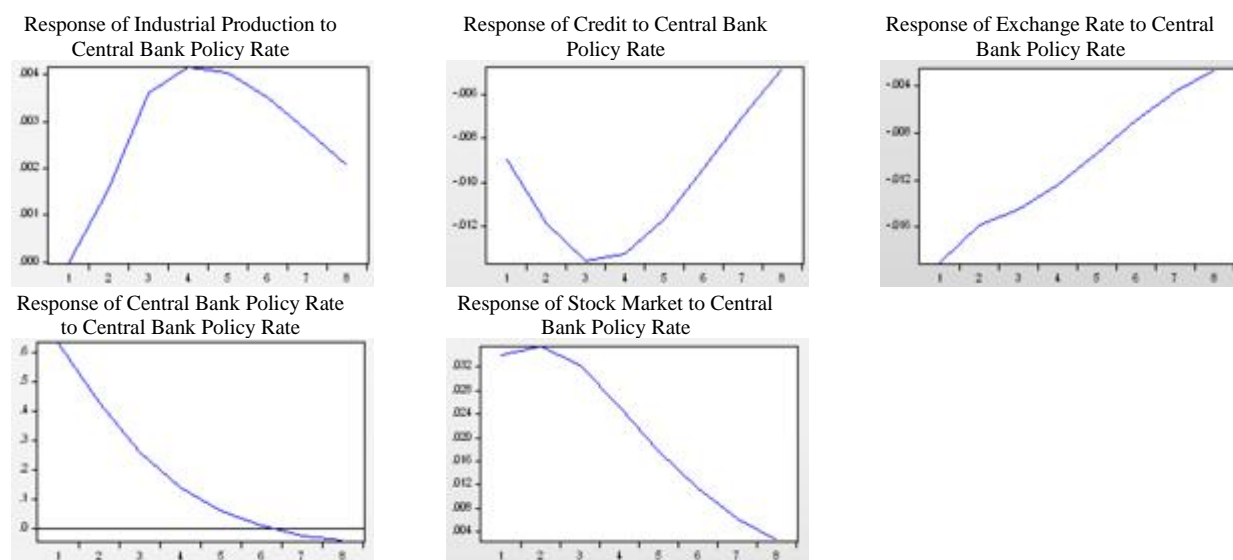 Response of Industrial Production to
Central Bank Policy Rate
Response of Credit to Central Bank
Policy Rate
Response of Exchange Rate to Central
Bank Policy Rate
.004
.003
.002
.001
.000
1 2 3 4 5 6 7 8
-.006
-.008
-.010
-.012
1 2 3 4 5 6 7 8
-.004
-.008
-.012
-.016
1 2 3 4 5 6 7 8
Response of Central Bank Policy Rate
to Central Bank Policy Rate
Response of Stock Market to Central
Bank Policy Rate
.6
.5
.4
.3
.2
.1
.0
1 2 3 4 5 6 7 8
.032
.028
.024
.020
.016
.012
.008
.004
1 2 3 4 5 6 7 8